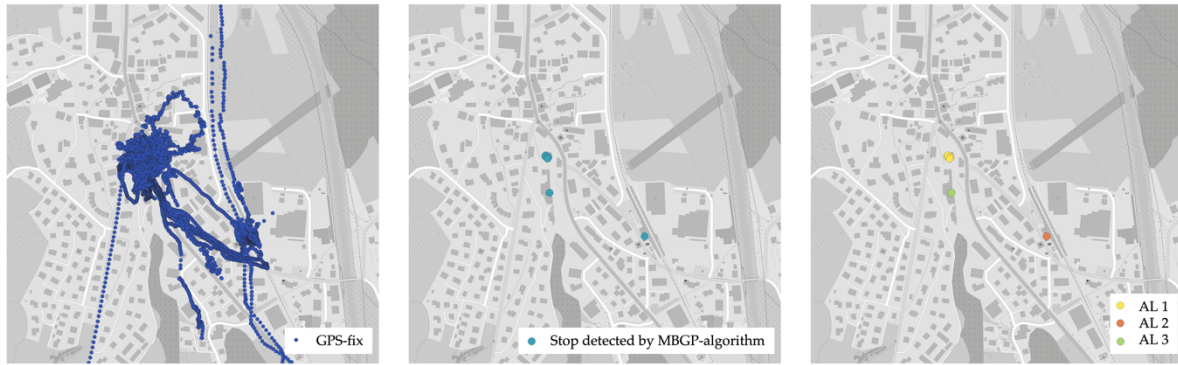 GPS-fix
Stop detected by MBGP-algorithm
AL 1
AL 2
AL 3